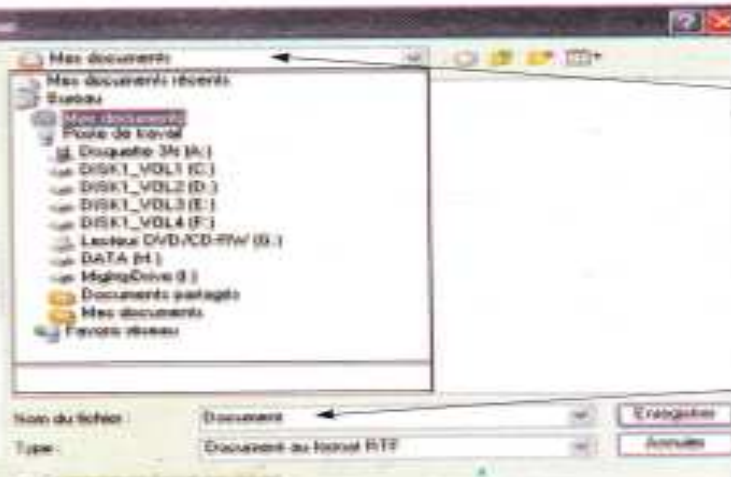 Mes documents
Mes documents récents
Bureau
Mes documents
Poste de travail
Disquette 3½ (A:)
DISK1_VOL1 (C:)
DISK1_VOL2 (D:)
DISK1_VOL3 (E:)
DISK1_VOL4 (F:)
Lecteur DVD/CD-RW (G:)
DATA (H:)
(I:)
Documents partagés
Mes documents
Favoris réseau
Nom du fichier : Document Enregistrer
Type : Document au format RTF Annuler